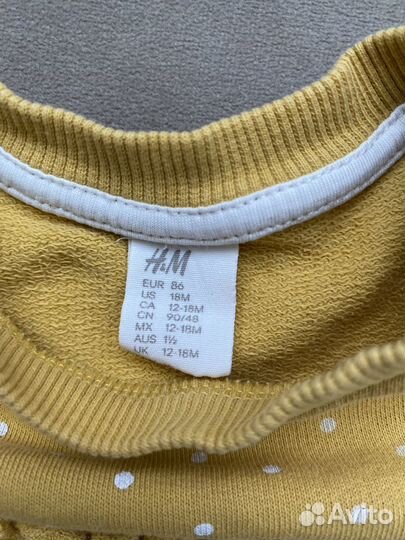 H&M
EUR 86
US 18M
CA 12-18M
CN 90/48
MX 12-18M
AUS 1½
UK 12-18M
Avito